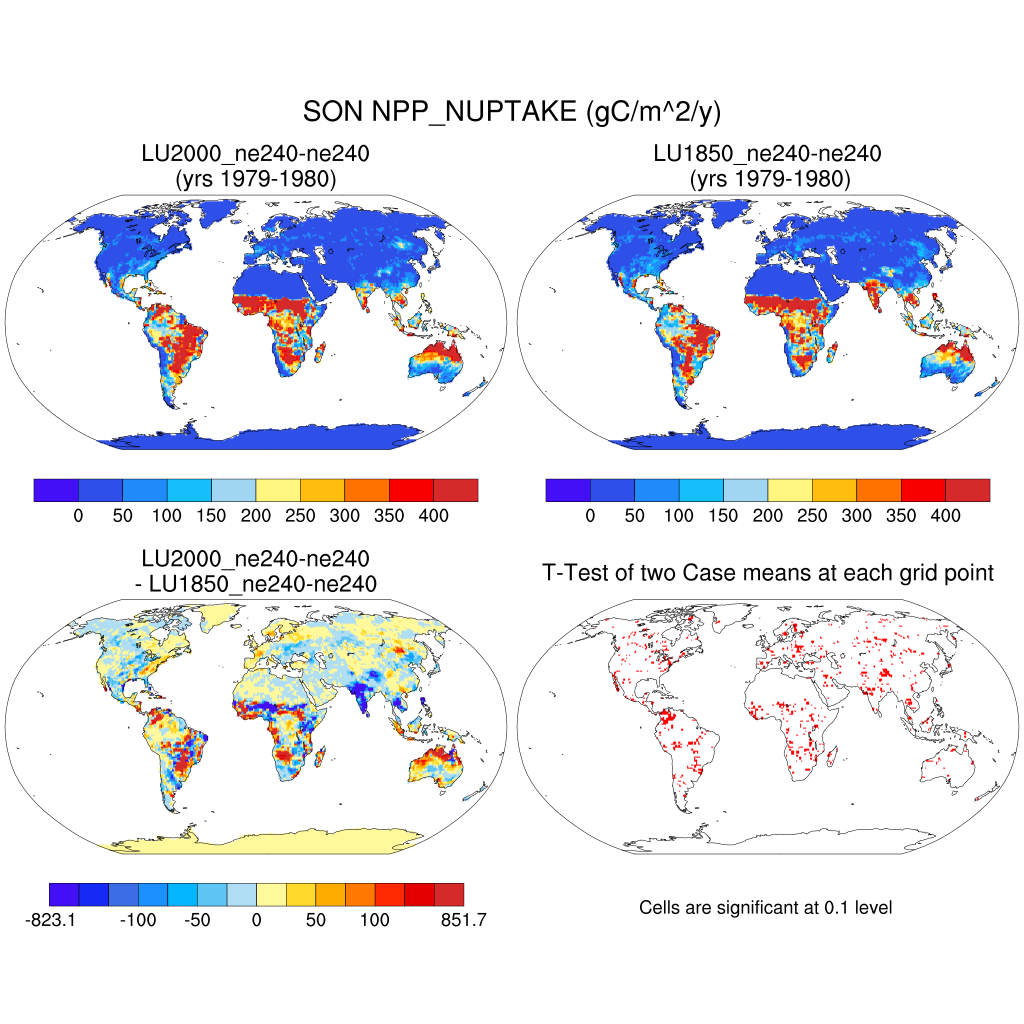 SON NPP_NUPTAKE (gC/m^2/y)
LU2000_ne240-ne240
(yrs 1979-1980)
LU1850_ne240-ne240
(yrs 1979-1980)
0 50 100 150 200 250 300 350 400
0 50 100 150 200 250 300 350 400
LU2000_ne240-ne240
- LU1850_ne240-ne240
T-Test of two Case means at each grid point
-823.1 -100 -50 0 50 100 851.7
Cells are significant at 0.1 level